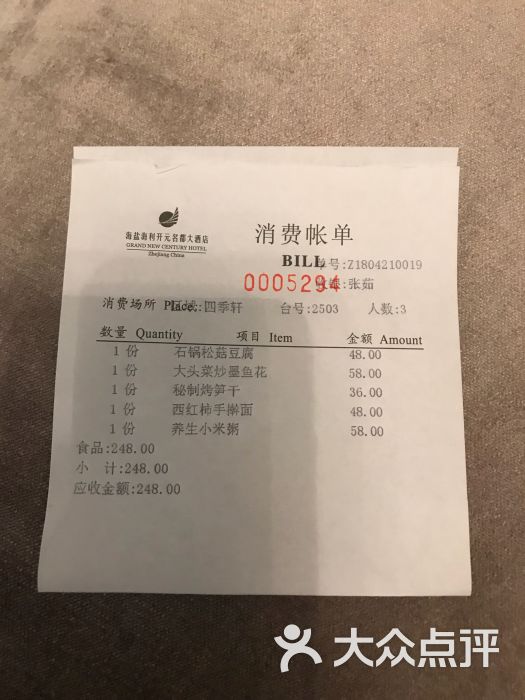 海盐海利开元名都大酒店
GRAND NEW CENTURY HOTEL
Zhejiang China
消费帐单
BILL
单号:Z1804210019
0005294
收银:张茹
消费场所 Place:
区域:四季轩 台号:2503 人数:3
数量 Quantity 项目 Item 金额 Amount
1 份 石锅松菇豆腐 48.00
1 份 大头菜炒墨鱼花 58.00
1 份 秘制烤笋干 36.00
1 份 西红柿手擀面 48.00
1 份 养生小米粥 58.00
食品:248.00
小 计:248.00
应收金额:248.00
大众点评